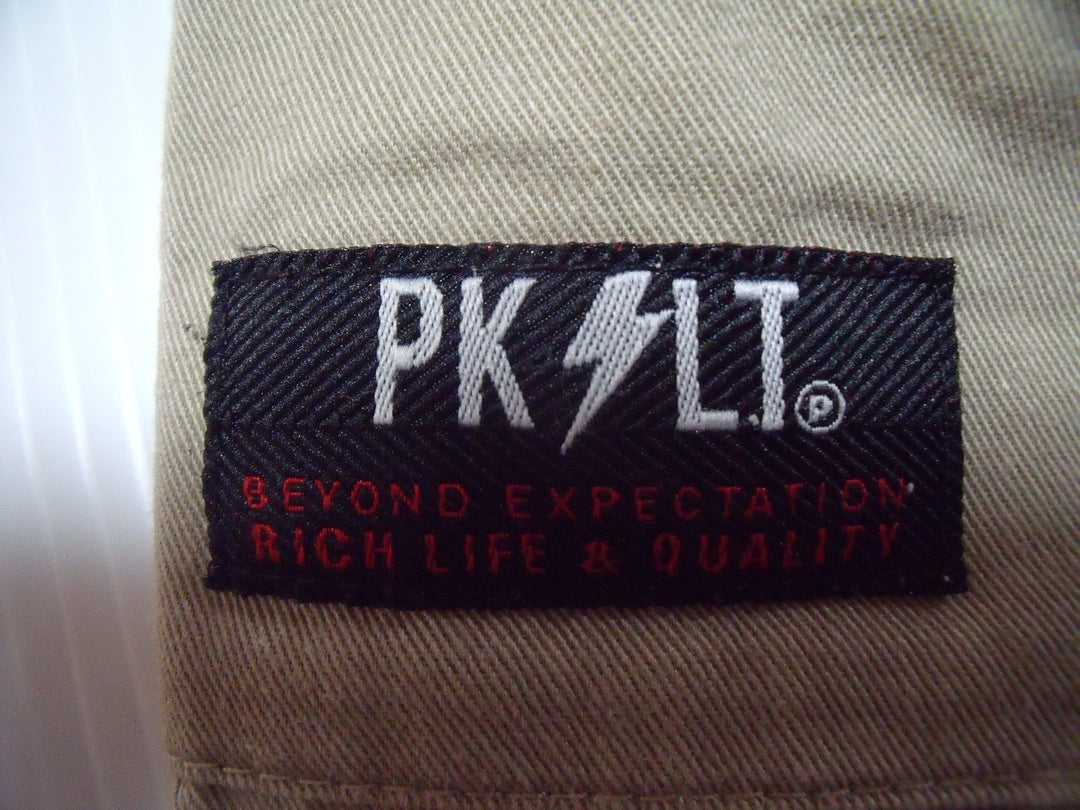 PK⚡LT. ℗
BEYOND EXPECTATION
RICH LIFE & QUALITY